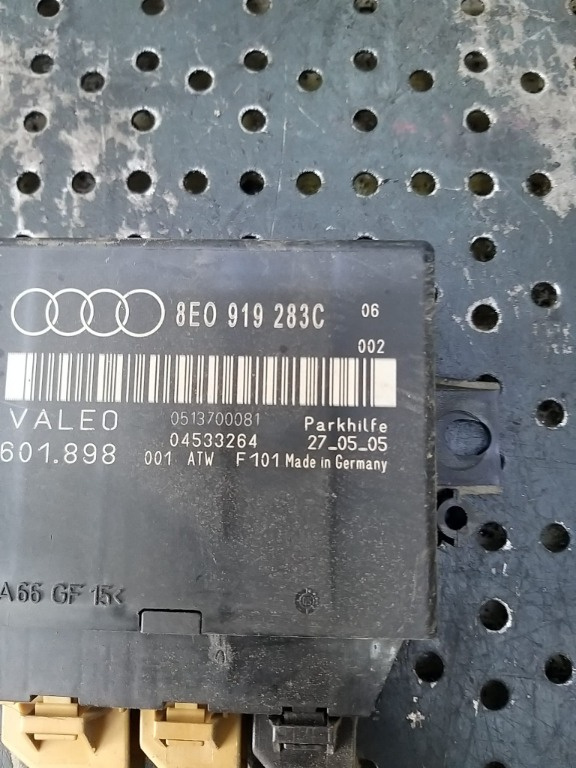 8E0 919 283C 06
002
VALEO 0513700081 Parkhilfe
04533264 27_05_05
601.898 001 ATW F101 Made in Germany
A66 GF 15<